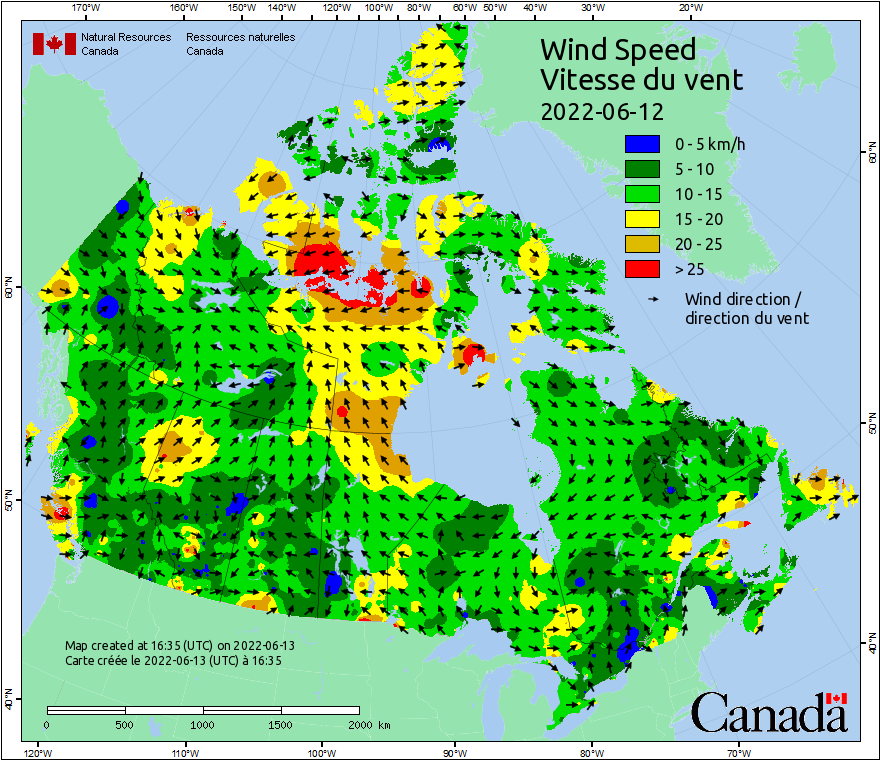 170°W 160°W 150°W 140°W 120°W 100°W 80°W 60°W 50°W 40°W 30°W 20°W
Natural Resources Ressources naturelles
Canada Canada
Wind Speed
Vitesse du vent
2022-06-12
0 - 5 km/h
5 - 10
10 - 15
15 - 20
20 - 25
> 25
Wind direction /
direction du vent
60°N
60°N
50°N
50°N
40°N
40°N
Map created at 16:35 (UTC) on 2022-06-13
Carte créée le 2022-06-13 (UTC) à 16:35
0 500 1000 1500 2000 km
Canada
120°W 110°W 100°W 90°W 80°W 70°W